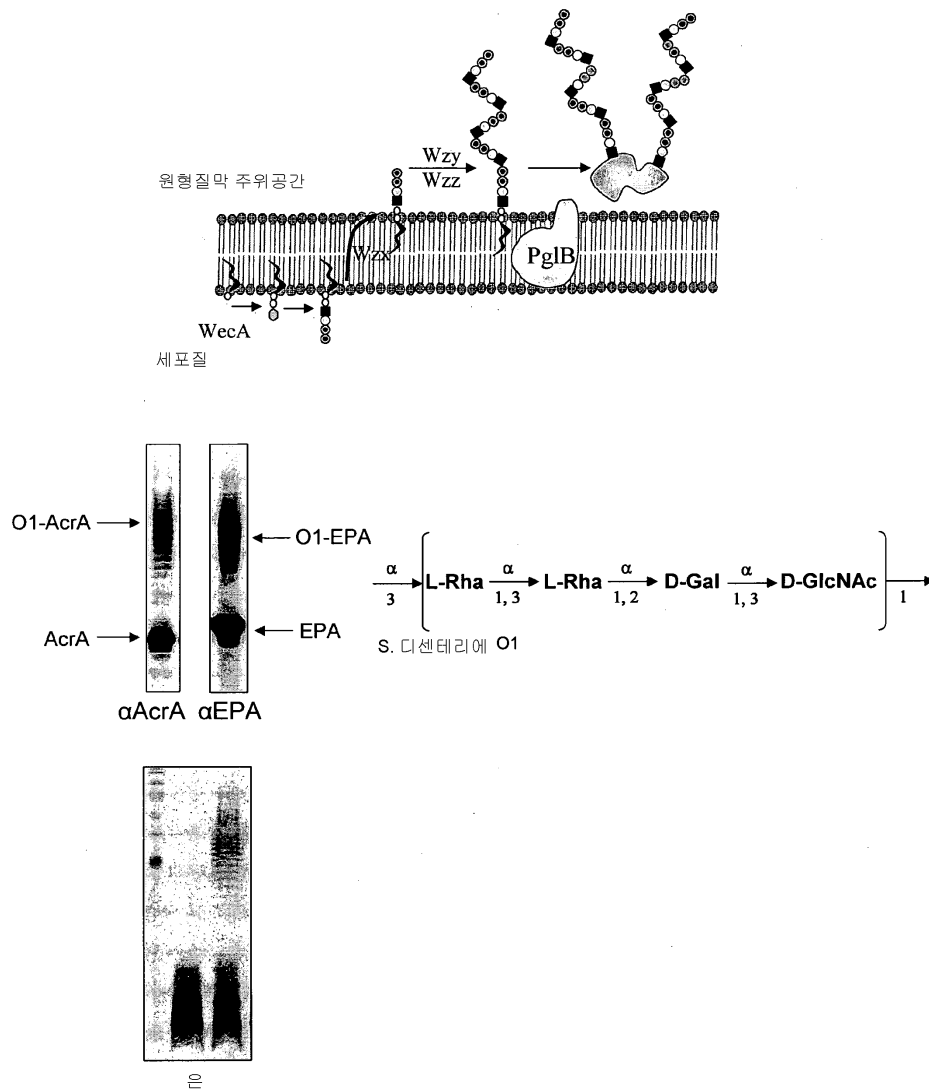 Wzy
Wzz
원형질막 주위공간
Wzx
PglB
WecA
세포질
O1-AcrA
O1-EPA
AcrA
EPA
αAcrA αEPA
α α α α
L-Rha L-Rha D-Gal D-GlcNAc
3 1, 3 1, 2 1, 3 1
S. 디센테리에 O1
은